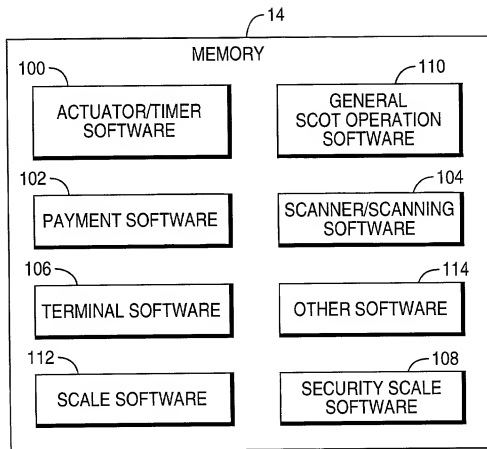 14
MEMORY
100
ACTUATOR/TIMER
SOFTWARE
110
GENERAL
SCOT OPERATION
SOFTWARE
102
PAYMENT SOFTWARE
104
SCANNER/SCANNING
SOFTWARE
106
TERMINAL SOFTWARE
114
OTHER SOFTWARE
112
SCALE SOFTWARE
108
SECURITY SCALE
SOFTWARE